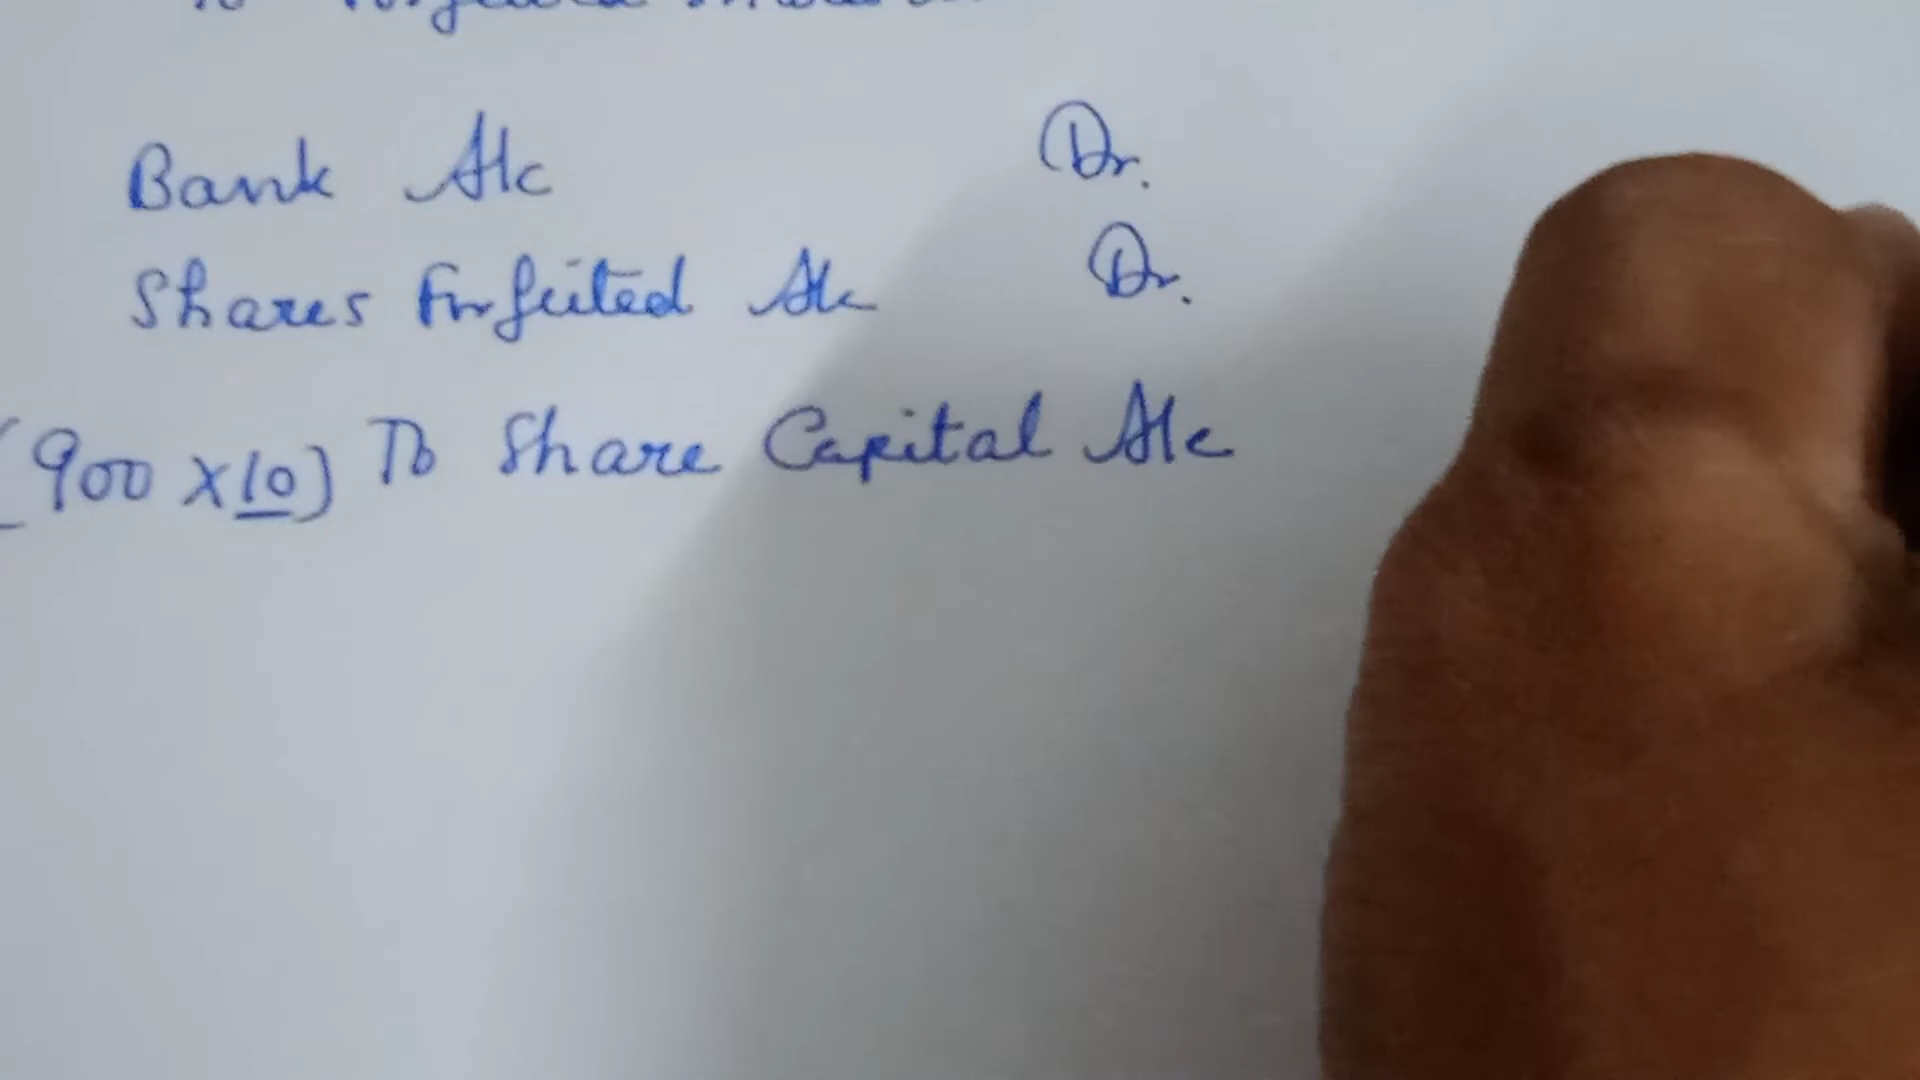 Bank A/c Dr.
Shares Forfeited A/c Dr.
(900 x 10) To Share Capital A/c